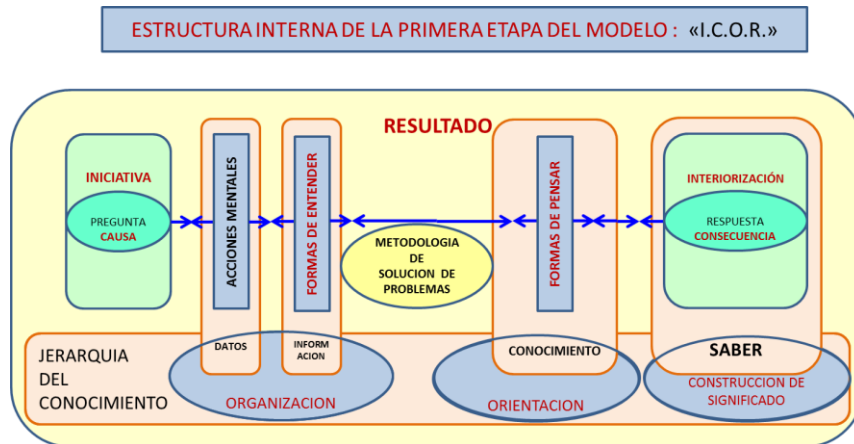 ESTRUCTURA INTERNA DE LA PRIMERA ETAPA DEL MODELO : «I.C.O.R.»
RESULTADO
INICIATIVA
PREGUNTA
CAUSA
ACCIONES MENTALES
FORMAS DE ENTENDER
METODOLOGIA
DE
SOLUCION DE
PROBLEMAS
FORMAS DE PENSAR
INTERIORIZACIÓN
RESPUESTA
CONSECUENCIA
JERARQUIA
DEL
CONOCIMIENTO
DATOS
INFORM
ACION
ORGANIZACION
CONOCIMIENTO
ORIENTACION
SABER
CONSTRUCCION DE
SIGNIFICADO